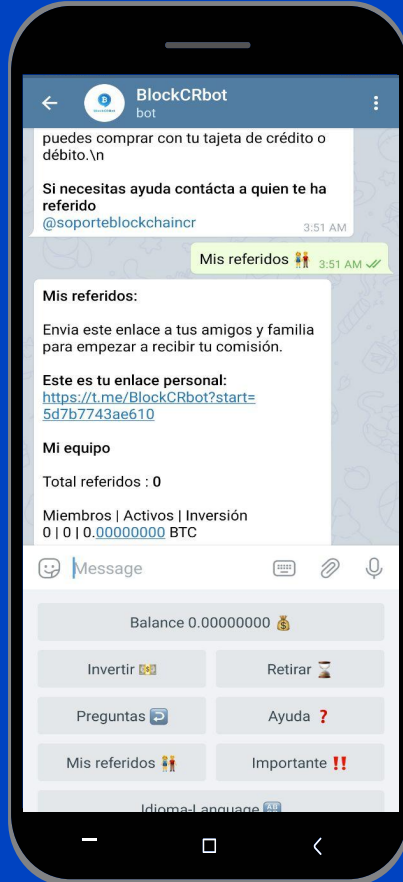 BlockCRbot
bot
puedes comprar con tu tajeta de crédito o
débito.\n
Si necesitas ayuda contácta a quien te ha
referido
@soporteblockchaincr
3:51 AM
Mis referidos 👬 3:51 AM
Mis referidos:
Envia este enlace a tus amigos y familia
para empezar a recibir tu comisión.
Este es tu enlace personal:
https://t.me/BlockCRbot?start=
5d7b7743ae610
Mi equipo
Total referidos : 0
Miembros | Activos | Inversión
0 | 0 | 0.00000000 BTC
Message
Balance 0.00000000 💰
Invertir 💴
Retirar ⏳
Preguntas ↩️
Ayuda ❓
Mis referidos 👬
Importante ‼️
Idioma-Language 🔠